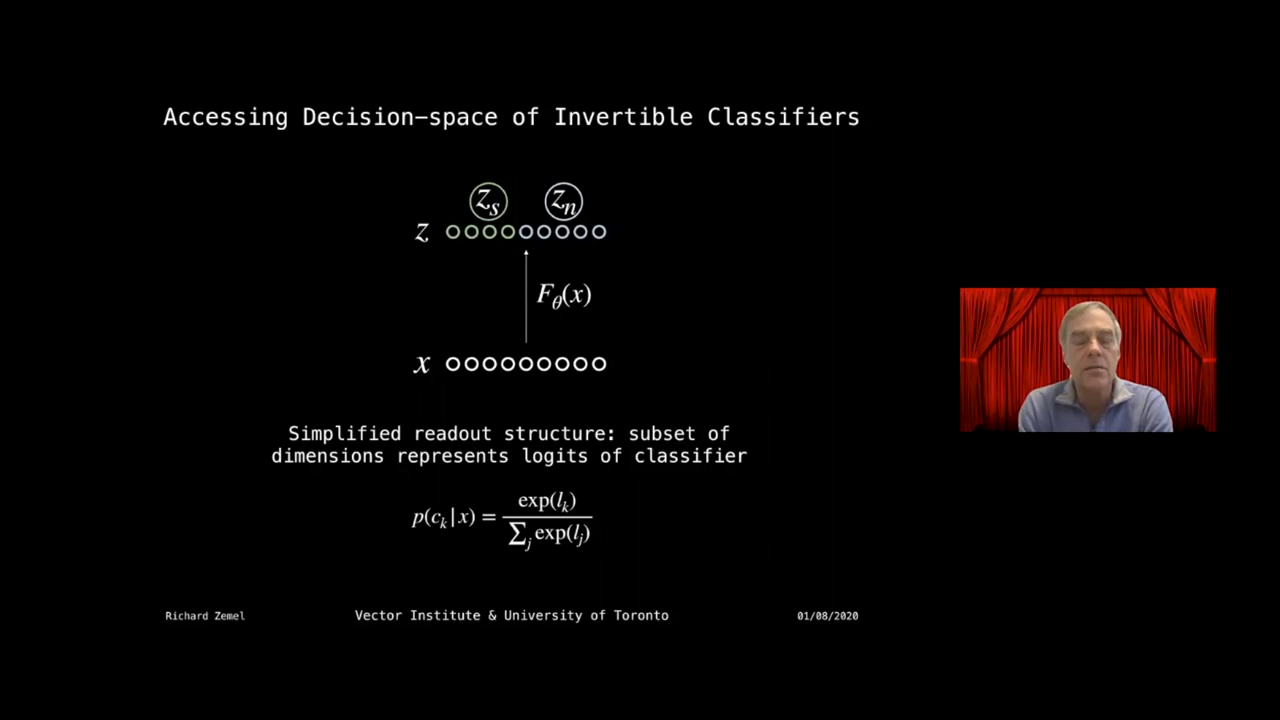 Accessing Decision-space of Invertible Classifiers
z_s z_n
z
F_θ(x)
x
Simplified readout structure: subset of
dimensions represents logits of classifier
p(c_k|x) = exp(l_k) / ∑_j exp(l_j)
Richard Zemel Vector Institute & University of Toronto 01/08/2020